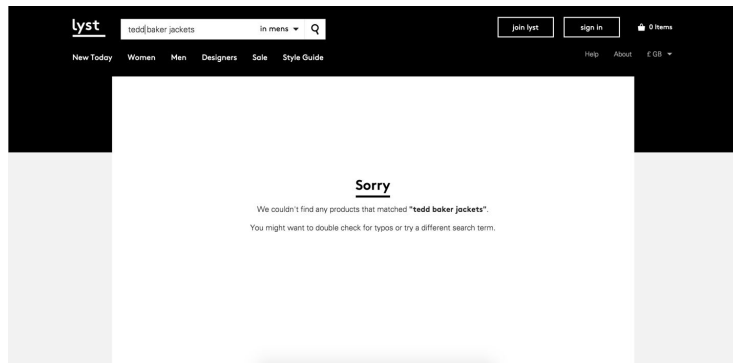 lyst
tedd baker jackets in mens
join lyst sign in 0 Items
New Today Women Men Designers Sale Style Guide
Help About £ GB
Sorry
We couldn't find any products that matched "tedd baker jackets".
You might want to double check for typos or try a different search term.